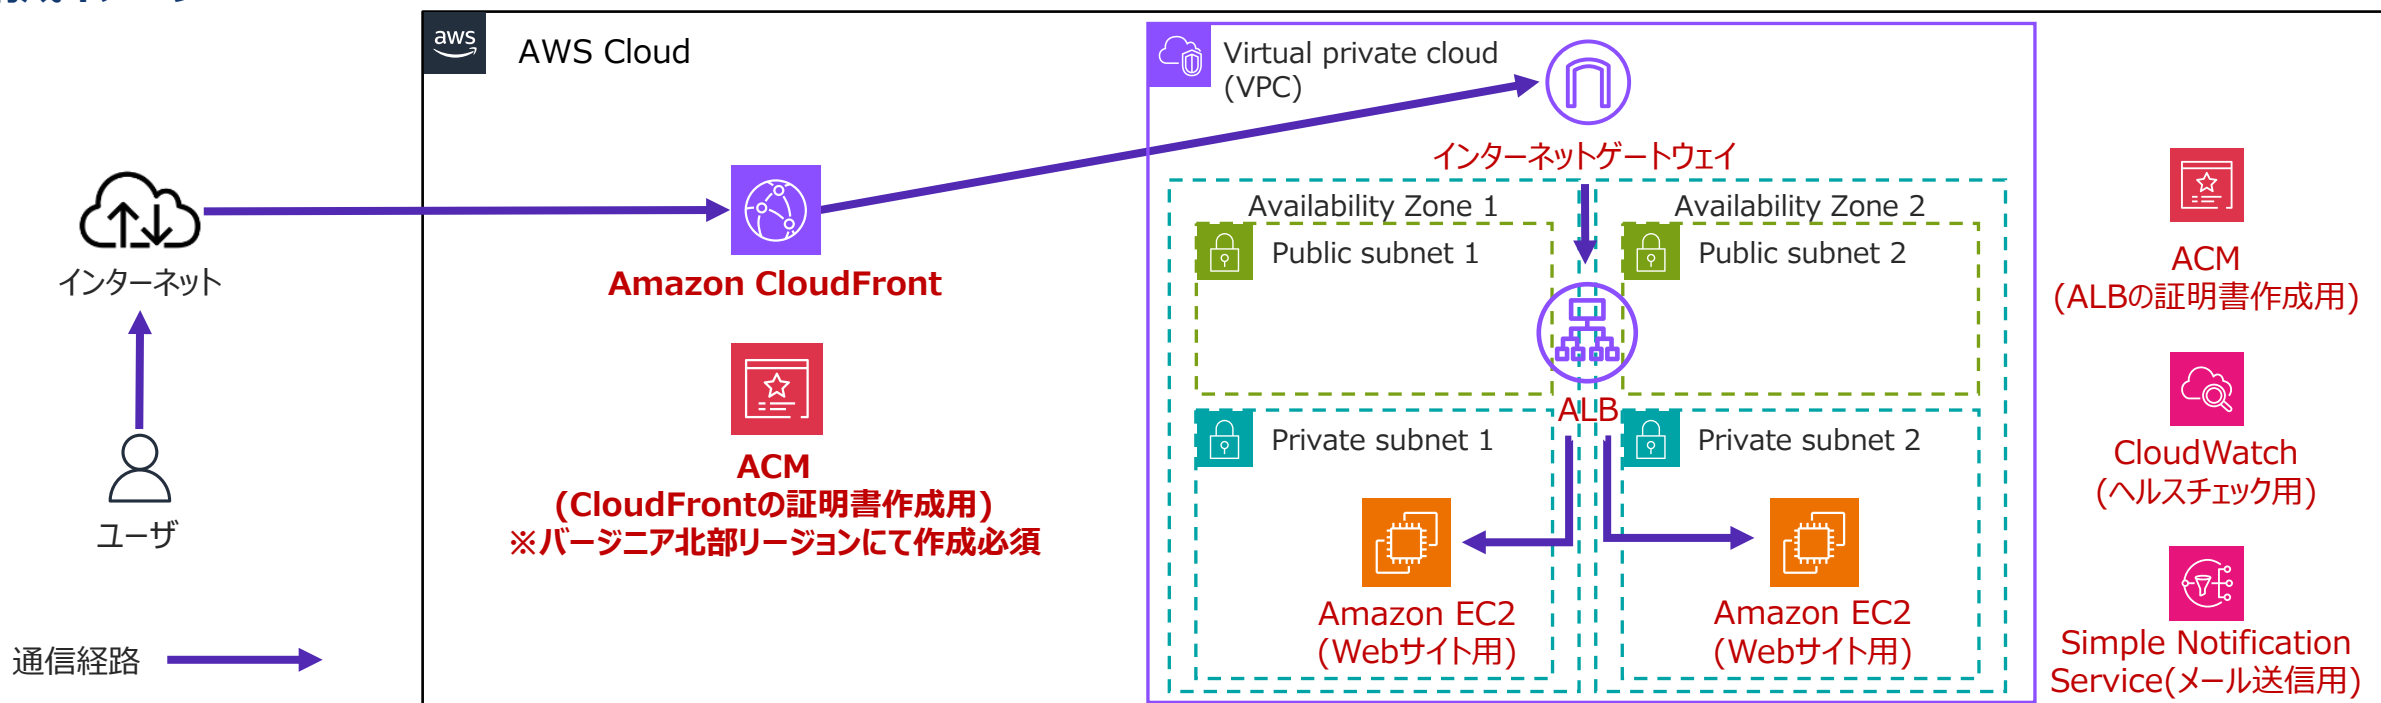 aws
AWS Cloud
Virtual private cloud
(VPC)
インターネットゲートウェイ
Availability Zone 1
Availability Zone 2
Public subnet 1
Public subnet 2
インターネット
Amazon CloudFront
ACM
(ALBの証明書作成用)
ALB
Private subnet 1
Private subnet 2
ACM
(CloudFrontの証明書作成用)
※バージニア北部リージョンにて作成必須
CloudWatch
(ヘルスチェック用)
ユーザ
Amazon EC2
(Webサイト用)
Amazon EC2
(Webサイト用)
Simple Notification
Service(メール送信用)
通信経路